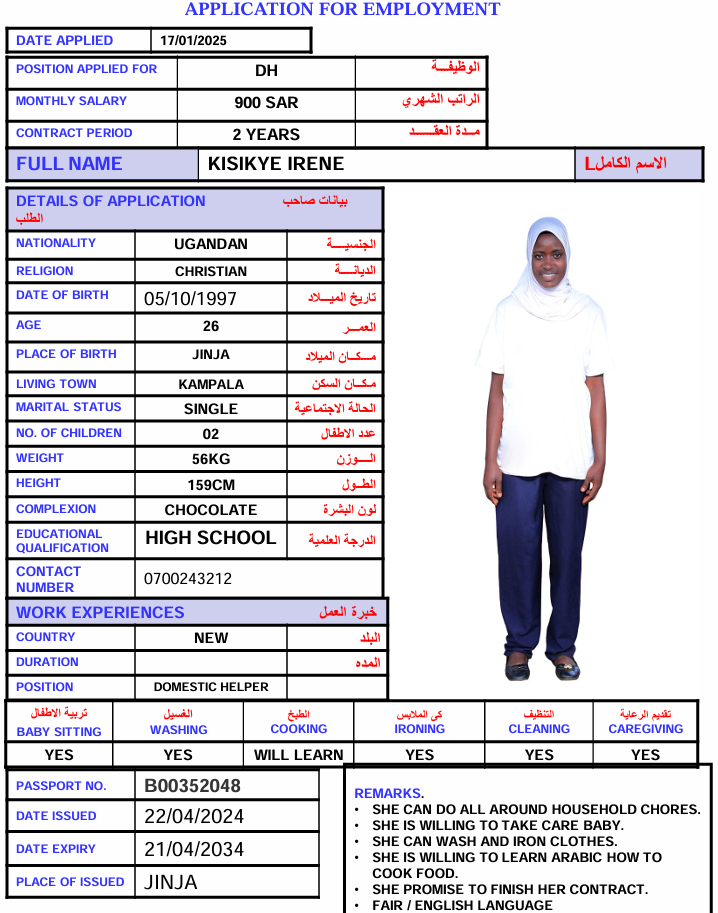 APPLICATION FOR EMPLOYMENT
DATE APPLIED 17/01/2025
POSITION APPLIED FOR DH الوظيفـــة
MONTHLY SALARY 900 SAR الراتب الشهري
CONTRACT PERIOD 2 YEARS مــدة العقـــــد
FULL NAME KISIKYE IRENE الاسم الكاملL
DETAILS OF APPLICATION بيانات صاحب
الطلب
NATIONALITY UGANDAN الجنسيـــة
RELIGION CHRISTIAN الديانـــة
DATE OF BIRTH 05/10/1997 تاريخ الميـــلاد
AGE 26 العمـــر
PLACE OF BIRTH JINJA مــكــان الميلاد
LIVING TOWN KAMPALA مـكــان السكن
MARITAL STATUS SINGLE الحالة الاجتماعية
NO. OF CHILDREN 02 عدد الاطفال
WEIGHT 56KG الـــوزن
HEIGHT 159CM الطـول
COMPLEXION CHOCOLATE لون البشرة
EDUCATIONAL QUALIFICATION HIGH SCHOOL الدرجة العلمية
CONTACT NUMBER 0700243212
WORK EXPERIENCES خبرة العمل
COUNTRY NEW البلد
DURATION المده
POSITION DOMESTIC HELPER
تربية الاطفال الغسيل الطبخ كى الملابس التنظيف تقديم الرعاية
BABY SITTING WASHING COOKING IRONING CLEANING CAREGIVING
YES YES WILL LEARN YES YES YES
PASSPORT NO. B00352048
DATE ISSUED 22/04/2024
DATE EXPIRY 21/04/2034
PLACE OF ISSUED JINJA
REMARKS.
• SHE CAN DO ALL AROUND HOUSEHOLD CHORES.
• SHE IS WILLING TO TAKE CARE BABY.
• SHE CAN WASH AND IRON CLOTHES.
• SHE IS WILLING TO LEARN ARABIC HOW TO
COOK FOOD.
• SHE PROMISE TO FINISH HER CONTRACT.
• FAIR / ENGLISH LANGUAGE